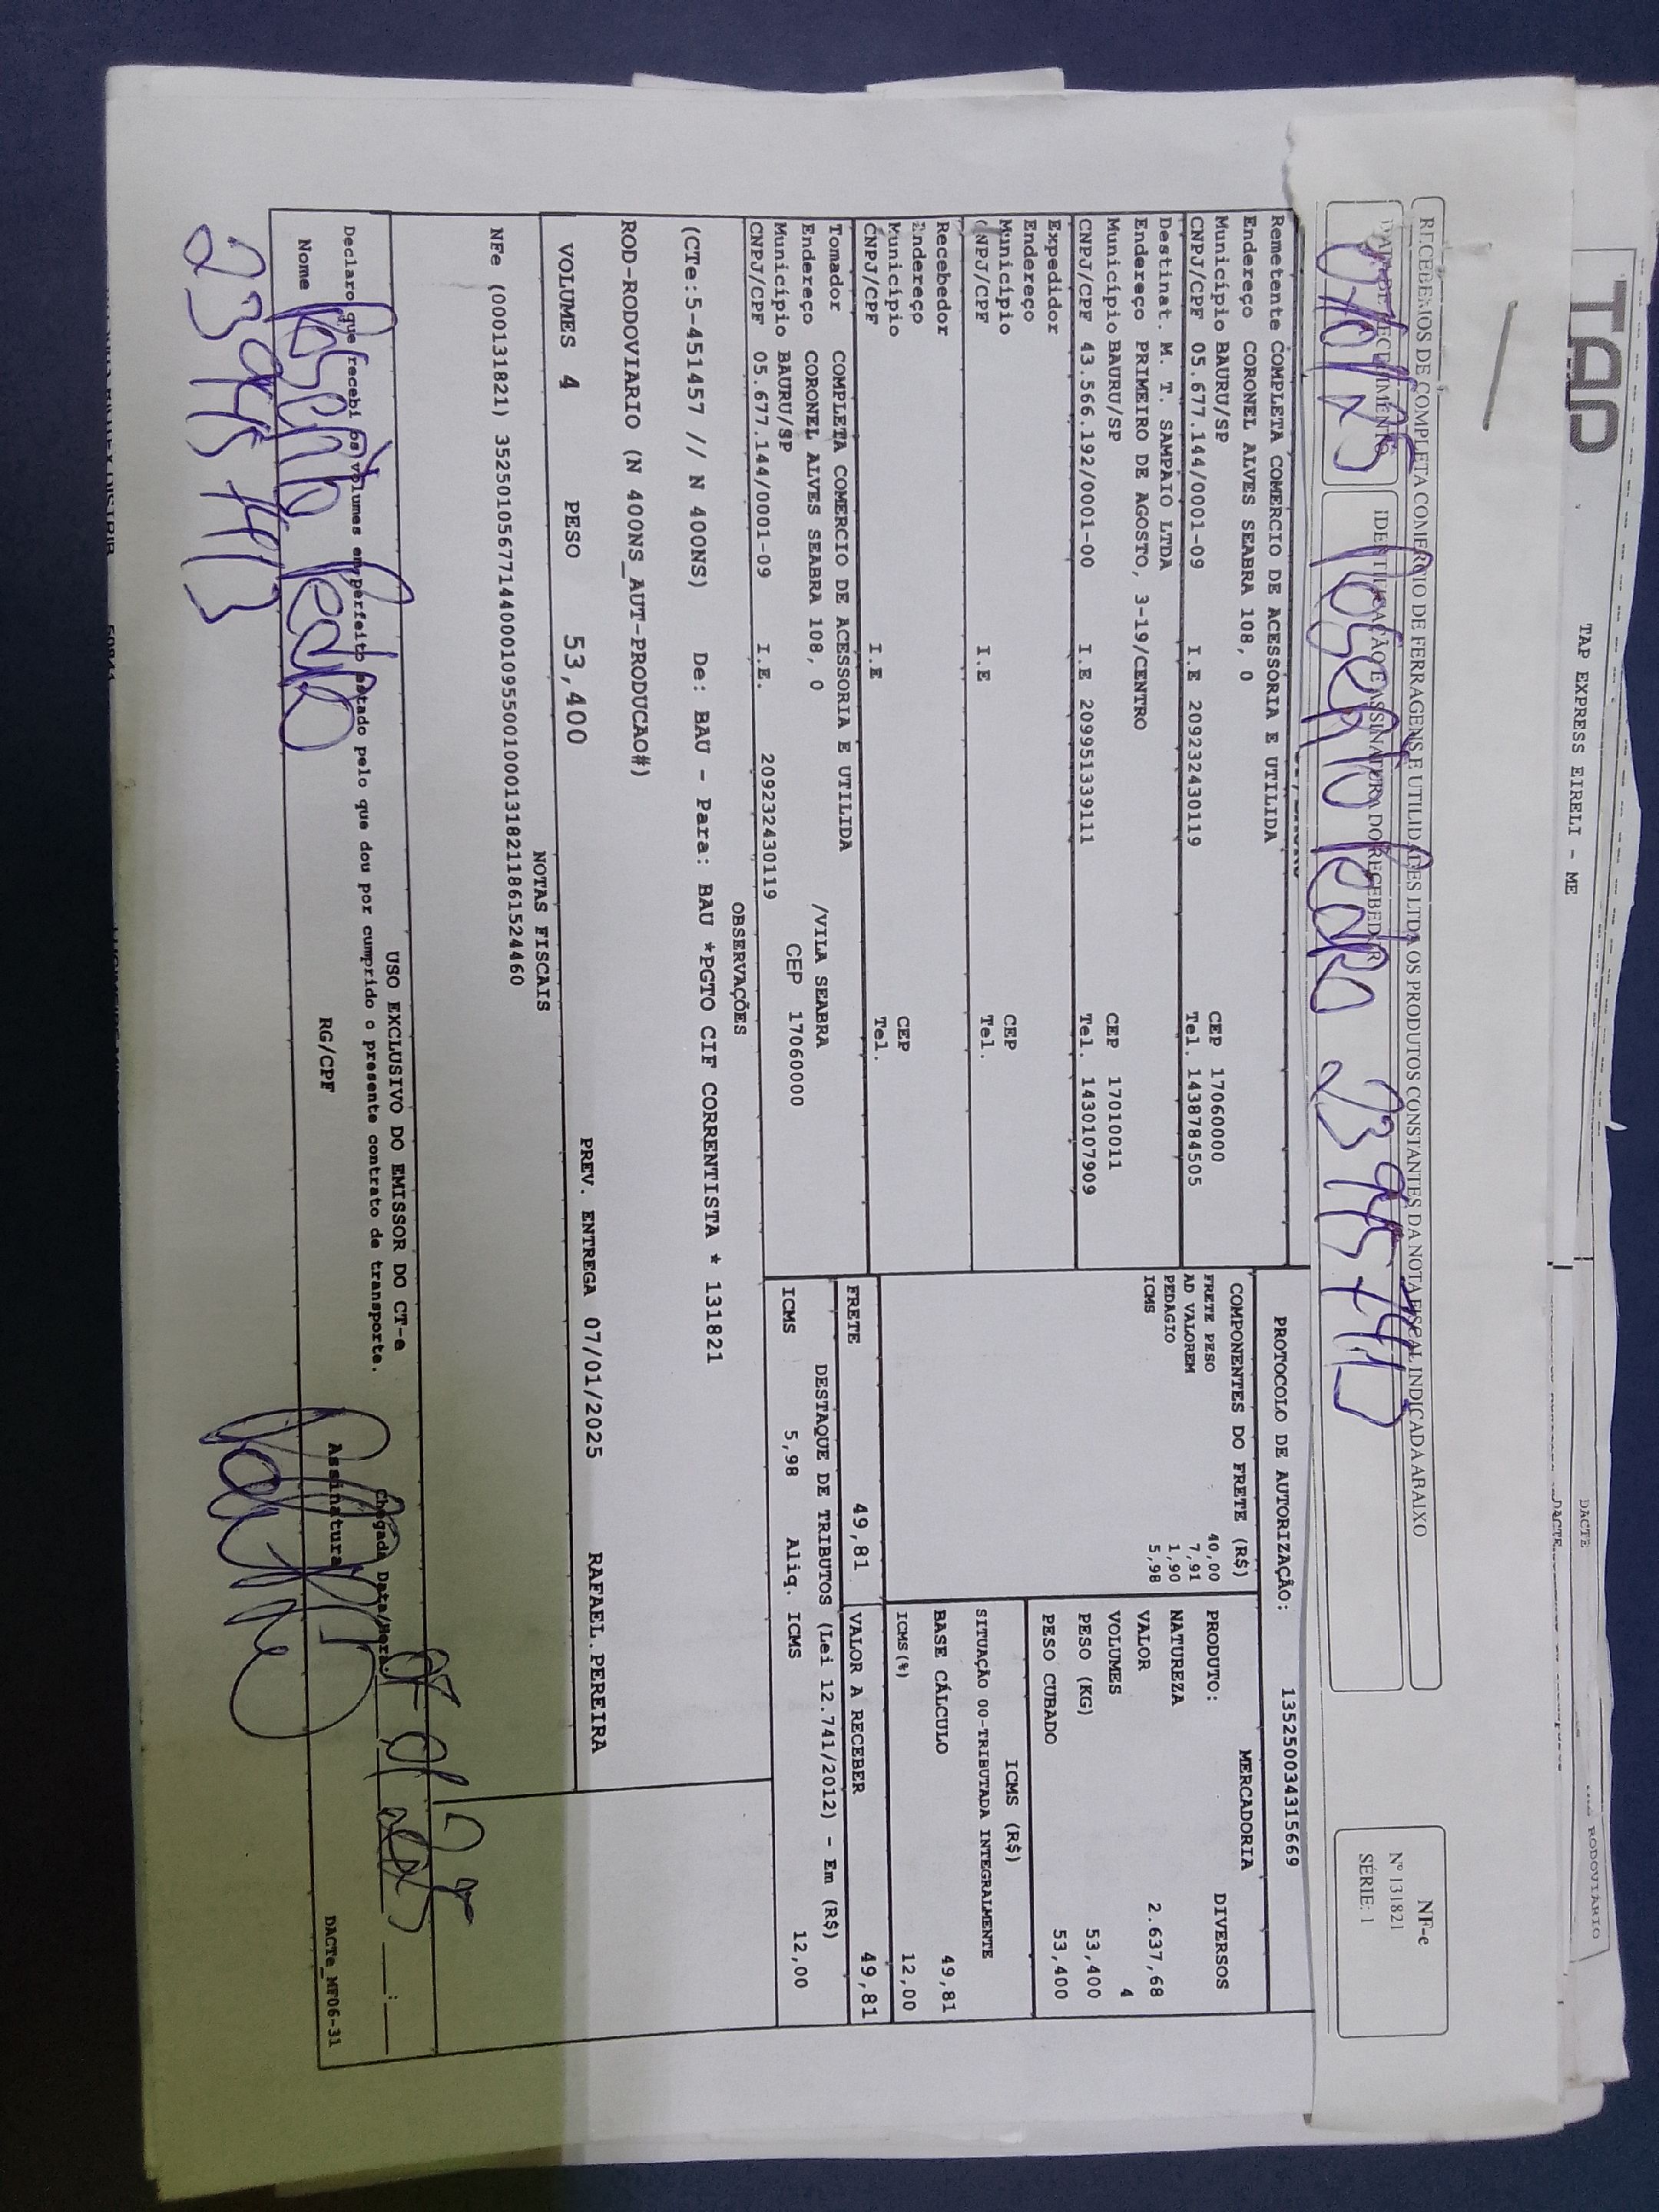 TAP
TAP EXPRESS EIRELI - ME
DACTE
DACTE
RODOVIÁRIO
RECEBEMOS DE COMPLETA COMERCIO DE FERRAGENS E UTILIDADES LTDA OS PRODUTOS CONSTANTES DA NOTA FISCAL INDICADA ABAIXO
DATA DE RECEBIMENTO
IDENTIFICAÇÃO E ASSINATURA DO RECEBEDOR
07/01/25
NF-e
Nº 131821
SÉRIE: 1
PROTOCOLO DE AUTORIZAÇÃO: 135250034315669
Remetente COMPLETA COMERCIO DE ACESSORIA E UTILIDA
Endereço CORONEL ALVES SEABRA 108, 0
Município BAURU/SP CEP 17060000
CNPJ/CPF 05.677.144/0001-09 I.E 209232430119 Tel. 1438784505
Destinat. M. T. SAMPAIO LTDA
Endereço PRIMEIRO DE AGOSTO, 3-19/CENTRO
Município BAURU/SP CEP 17010011
CNPJ/CPF 43.566.192/0001-00 I.E 209951339111 Tel. 1430107909
Expedidor
Endereço
Município CEP
CNPJ/CPF I.E Tel.
Recebedor
Endereço
Município CEP
CNPJ/CPF I.E Tel.
Tomador COMPLETA COMERCIO DE ACESSORIA E UTILIDA
Endereço CORONEL ALVES SEABRA 108, 0 /VILA SEABRA
Município BAURU/SP CEP 17060000
CNPJ/CPF 05.677.144/0001-09 I.E. 209232430119
COMPONENTES DO FRETE (R$)
FRETE PESO 40,00
AD VALOREM 7,91
PEDAGIO 1,90
ICMS 5,98
MERCADORIA
PRODUTO: DIVERSOS
NATUREZA
VALOR 2.637,68
VOLUMES 4
PESO (KG) 53,400
PESO CUBADO 53,400
ICMS (R$)
SITUAÇÃO 00-TRIBUTADA INTEGRALMENTE
BASE CÁLCULO 49,81
ICMS(%) 12,00
FRETE 49,81
VALOR A RECEBER 49,81
DESTAQUE DE TRIBUTOS (Lei 12.741/2012) - Em (R$)
ICMS 5,98 Aliq. ICMS 12,00
OBSERVAÇÕES
(CTe:5-451457 // N 400NS) De: BAU - Para: BAU *PGTO CIF CORRENTISTA * 131821
ROD-RODOVIARIO (N 400NS_AUT-PRODUCAO#)
VOLUMES 4 PESO 53,400 PREV. ENTREGA 07/01/2025 RAFAEL.PEREIRA
NOTAS FISCAIS
NFe (000131821) 35250105677144000109550010001318211861524460
USO EXCLUSIVO DO EMISSOR DO CT-e
Declaro que recebi os volumes em perfeito estado pelo que dou por cumprido o presente contrato de transporte.
Chegada Data/Hora
Nome
RG/CPF
Assinatura
DACTe_MF06-31